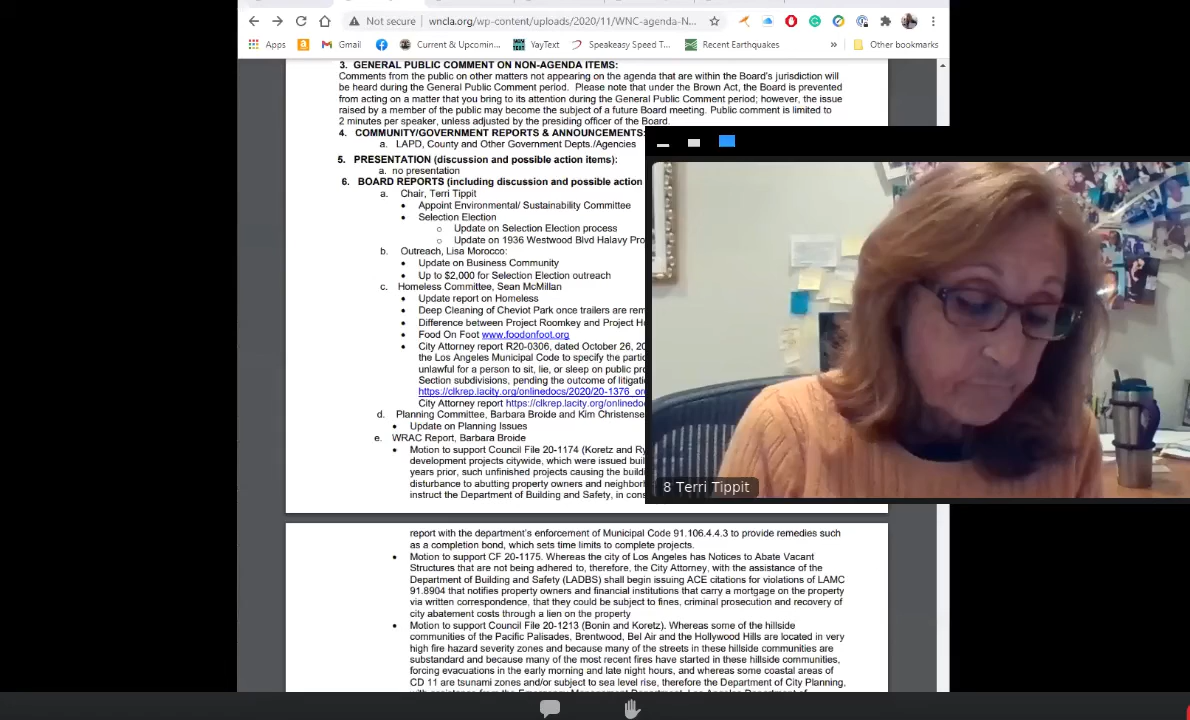 Not secure | wncla.org/wp-content/uploads/2020/11/WNC-agenda-N...
Apps Gmail Current & Upcomin... YayText Speakeasy Speed T... Recent Earthquakes » Other bookmarks
3. GENERAL PUBLIC COMMENT ON NON-AGENDA ITEMS:
Comments from the public on other matters not appearing on the agenda that are within the Board's jurisdiction will
be heard during the General Public Comment period. Please note that under the Brown Act, the Board is prevented
from acting on a matter that you bring to its attention during the General Public Comment period; however, the issue
raised by a member of the public may become the subject of a future Board meeting. Public comment is limited to
2 minutes per speaker, unless adjusted by the presiding officer of the Board.
4. COMMUNITY/GOVERNMENT REPORTS & ANNOUNCEMENTS:
a. LAPD, County and Other Government Depts./Agencies
5. PRESENTATION (discussion and possible action items):
a. no presentation
6. BOARD REPORTS (including discussion and possible action
a. Chair, Terri Tippit
• Appoint Environmental/ Sustainability Committee
• Selection Election
o Update on Selection Election process
o Update on 1936 Westwood Blvd Halavy Pro
b. Outreach, Lisa Morocco:
• Update on Business Community
• Up to $2,000 for Selection Election outreach
c. Homeless Committee, Sean McMillan
• Update report on Homeless
• Deep Cleaning of Cheviot Park once trailers are rem
• Difference between Project Roomkey and Project H
• Food On Foot www.foodonfoot.org
• City Attorney report R20-0306, dated October 26, 20
the Los Angeles Municipal Code to specify the parti
unlawful for a person to sit, lie, or sleep on public pro
Section subdivisions, pending the outcome of litigati
https://clkrep.lacity.org/onlinedocs/2020/20-1376_or
City Attorney report https://clkrep.lacity.org/onlinedo
d. Planning Committee, Barbara Broide and Kim Christense
• Update on Planning Issues
e. WRAC Report, Barbara Broide
• Motion to support Council File 20-1174 (Koretz and Ry
development projects citywide, which were issued buil
years prior, such unfinished projects causing the buildi
disturbance to abutting property owners and neighbor
instruct the Department of Building and Safety, in cons
report with the department's enforcement of Municipal Code 91.106.4.4.3 to provide remedies such
as a completion bond, which sets time limits to complete projects.
• Motion to support CF 20-1175. Whereas the city of Los Angeles has Notices to Abate Vacant
Structures that are not being adhered to, therefore, the City Attorney, with the assistance of the
Department of Building and Safety (LADBS) shall begin issuing ACE citations for violations of LAMC
91.8904 that notifies property owners and financial institutions that carry a mortgage on the property
via written correspondence, that they could be subject to fines, criminal prosecution and recovery of
city abatement costs through a lien on the property
• Motion to support Council File 20-1213 (Bonin and Koretz). Whereas some of the hillside
communities of the Pacific Palisades, Brentwood, Bel Air and the Hollywood Hills are located in very
high fire hazard severity zones and because many of the streets in these hillside communities are
substandard and because many of the most recent fires have started in these hillside communities,
forcing evacuations in the early morning and late night hours, and whereas some coastal areas of
CD 11 are tsunami zones and/or subject to sea level rise, therefore the Department of City Planning,
8 Terri Tippit